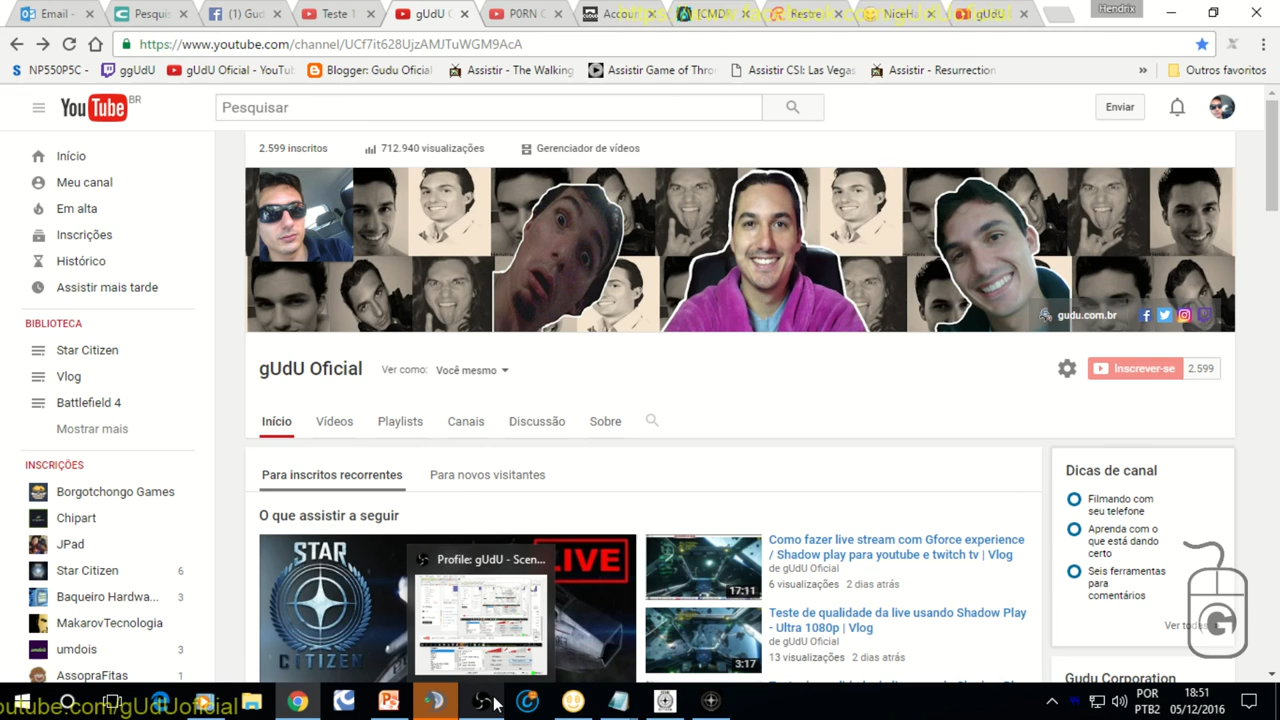 Email -
Pesqui
(1) Gud
Teste 1
gUdU O
P0RN C
Accou
[CMDR
Restre
NiceHa
gUdU
Hendrix
https://www.youtube.com/channel/UCf7it628UjzAMJTuWGM9AcA
NP550P5C -
ggUdU
gUdU Oficial - YouTu
Blogger: Gudu Oficial
Assistir - The Walking
Assistir Game of Thro
Assistir CSI: Las Vegas
Assistir - Resurrection
»
Outros favoritos
YouTube BR
Pesquisar
Enviar
Início
Meu canal
Em alta
Inscrições
Histórico
Assistir mais tarde
BIBLIOTECA
Star Citizen
Vlog
Battlefield 4
Mostrar mais
INSCRIÇÕES
Borgotchongo Games
Chipart
JPad
Star Citizen 6
Baqueiro Hardwa... 3
MakarovTecnologia
umdois 3
AssopraFitas
2.599 inscritos
712.940 visualizações
Gerenciador de vídeos
gudu.com.br
gUdU Oficial
Ver como: Você mesmo
Inscrever-se 2.599
Início
Vídeos
Playlists
Canais
Discussão
Sobre
Para inscritos recorrentes
Para novos visitantes
O que assistir a seguir
STAR
CITIZEN
LIVE
Profile: gUdU - Scen...
17:11
Como fazer live stream com Gforce experience
/ Shadow play para youtube e twitch tv | Vlog
de gUdU Oficial
6 visualizações 2 dias atrás
3:17
Teste de qualidade da live usando Shadow Play
- Ultra 1080p | Vlog
de gUdU Oficial
13 visualizações 2 dias atrás
Dicas de canal
Filmando com
seu telefone
Aprenda com o
que está dando
certo
Seis ferramentas
para
comentários
Ver todas
Gudu Corporation
outube.com/gUdUoficial
POR
PTB2
18:51
05/12/2016